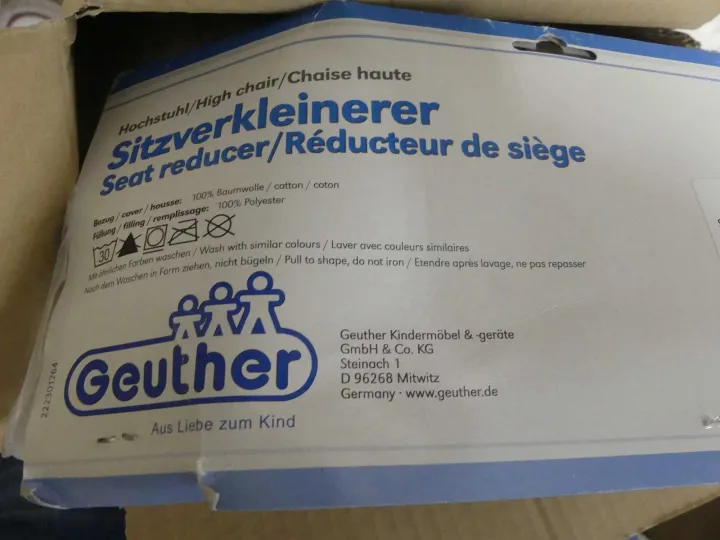 Hochstuhl/High chair/Chaise haute
Sitzverkleinerer
Seat reducer/Réducteur de siège
Bezug / cover / housse: 100% Baumwolle / cotton / coton
Füllung / filling / remplissage: 100% Polyester
30
Mit ähnlichen Farben waschen / Wash with similar colours / Laver avec couleurs similaires
Nach dem Waschen in Form ziehen, nicht bügeln / Pull to shape, do not iron / Etendre après lavage, ne pas repasser
Geuther
Aus Liebe zum Kind
Geuther Kindermöbel & -geräte
GmbH & Co. KG
Steinach 1
D 96268 Mitwitz
Germany · www.geuther.de
222301264